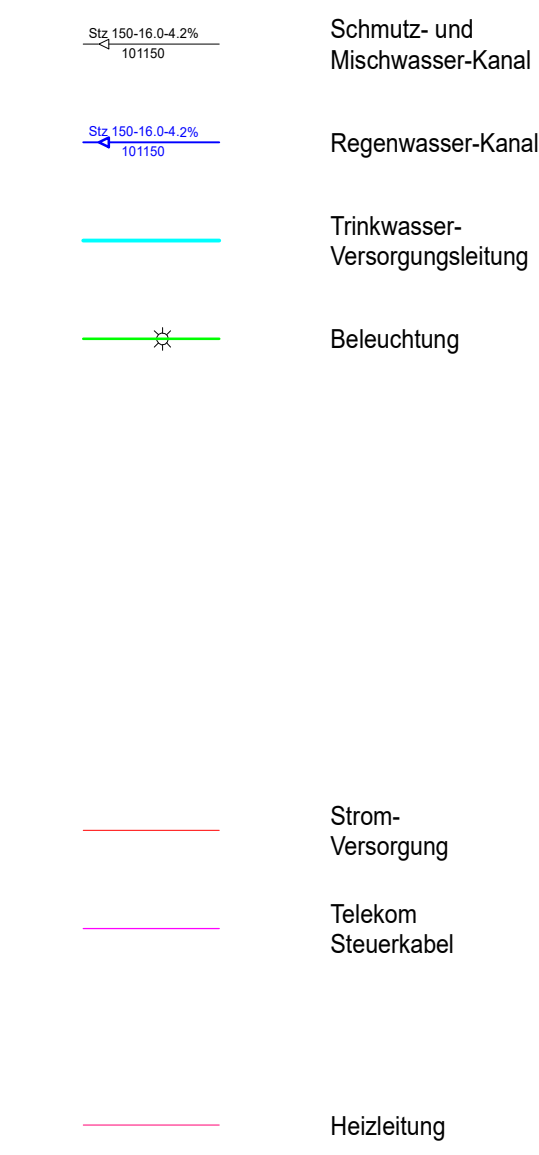 Stz 150-16.0-4.2%
101150
Schmutz- und
Mischwasser-Kanal
Stz 150-16.0-4.2%
101150
Regenwasser-Kanal
Trinkwasser-
Versorgungsleitung
Beleuchtung
Strom-
Versorgung
Telekom
Steuerkabel
Heizleitung